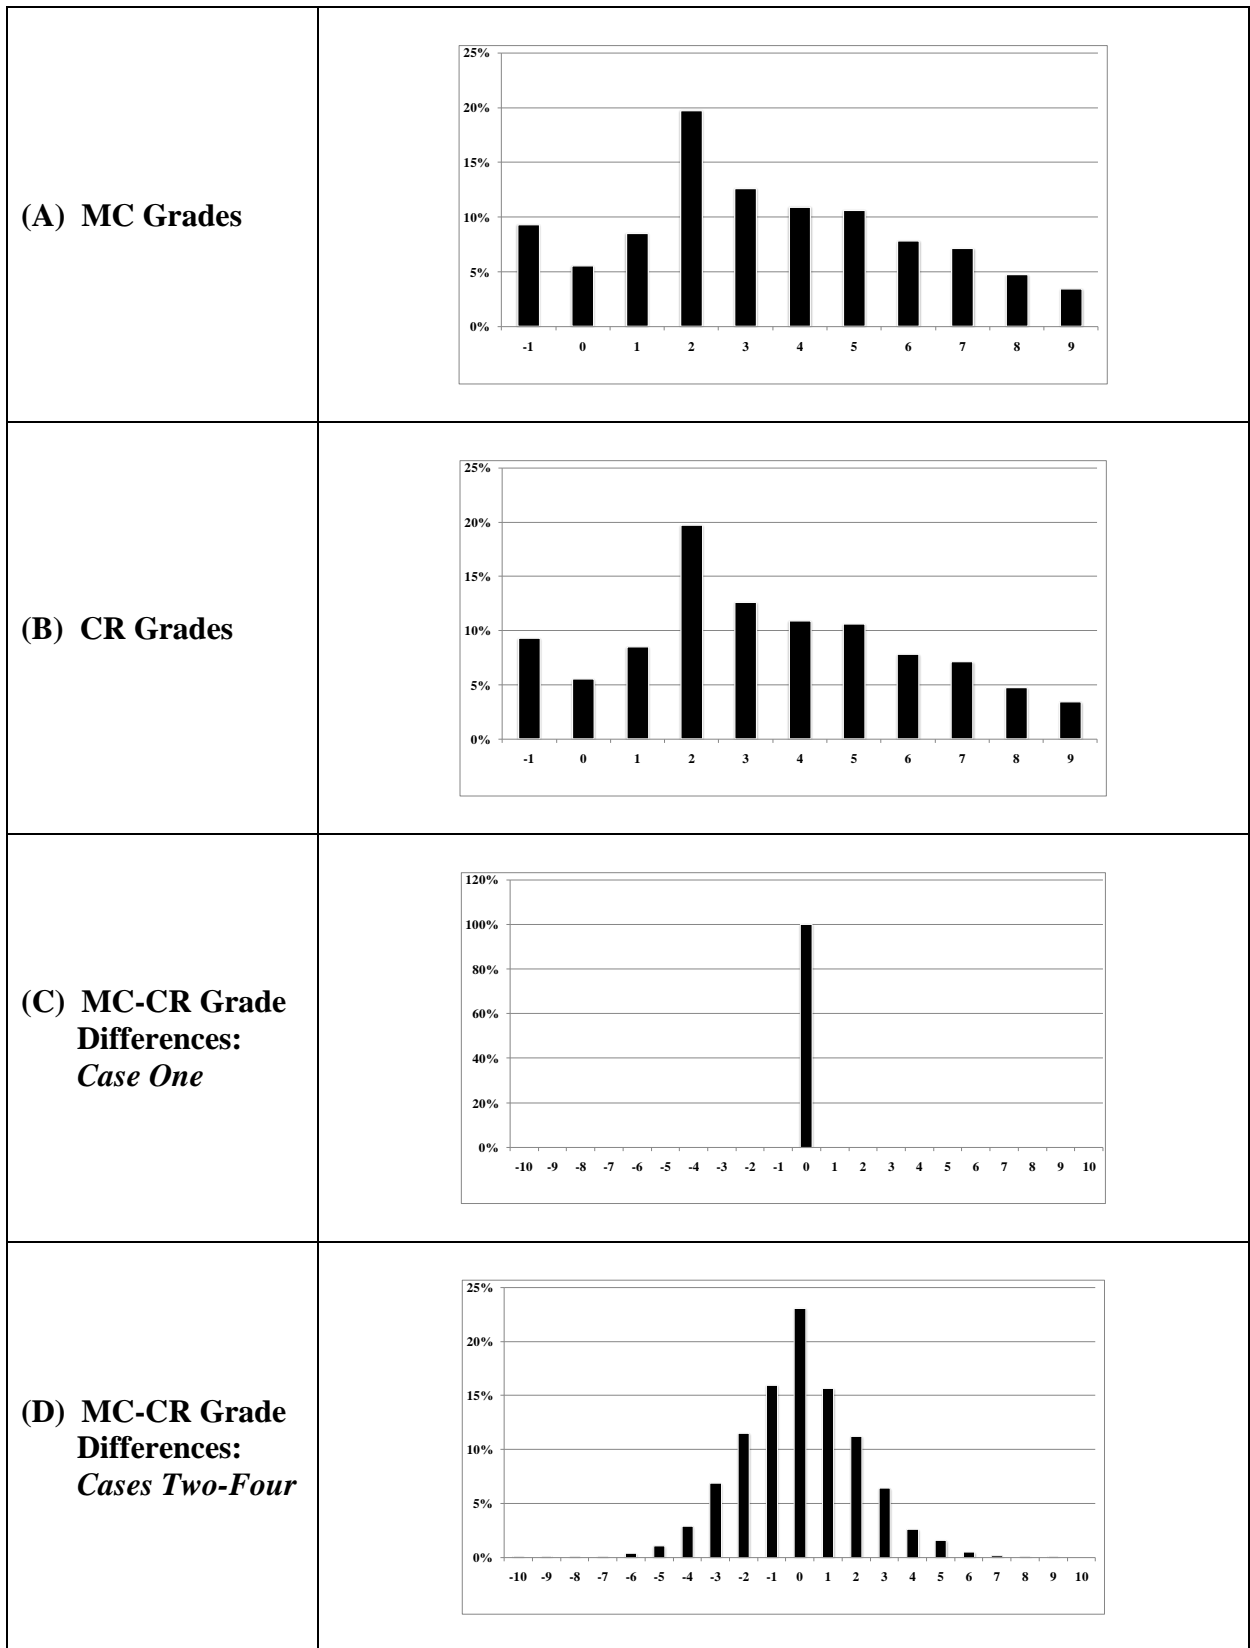 (A) MC Grades
25%
20%
15%
10%
5%
0%
-1 0 1 2 3 4 5 6 7 8 9
(B) CR Grades
25%
20%
15%
10%
5%
0%
-1 0 1 2 3 4 5 6 7 8 9
(C) MC-CR Grade
Differences:
Case One
120%
100%
80%
60%
40%
20%
0%
-10 -9 -8 -7 -6 -5 -4 -3 -2 -1 0 1 2 3 4 5 6 7 8 9 10
(D) MC-CR Grade
Differences:
Cases Two-Four
25%
20%
15%
10%
5%
0%
-10 -9 -8 -7 -6 -5 -4 -3 -2 -1 0 1 2 3 4 5 6 7 8 9 10